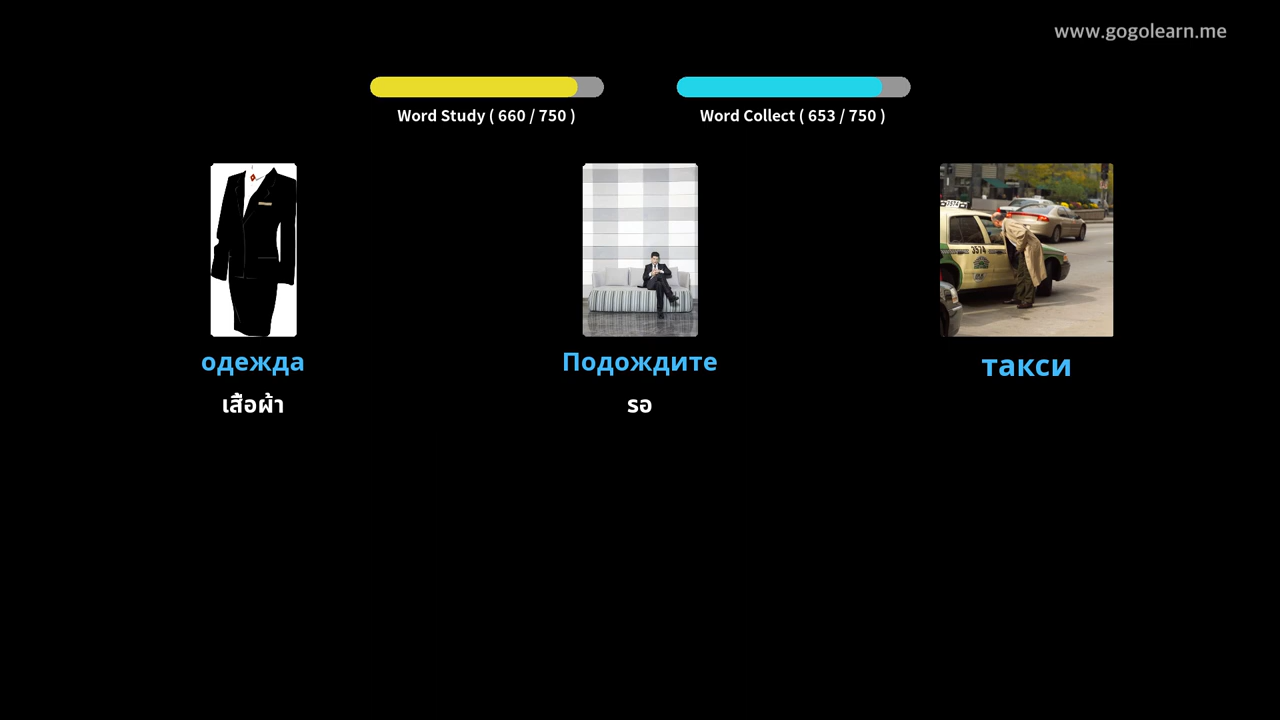 www.gogolearn.me
Word Study ( 660 / 750 )
Word Collect ( 653 / 750 )
3574
одежда
Подождите
такси
เสื้อผ้า
รอ